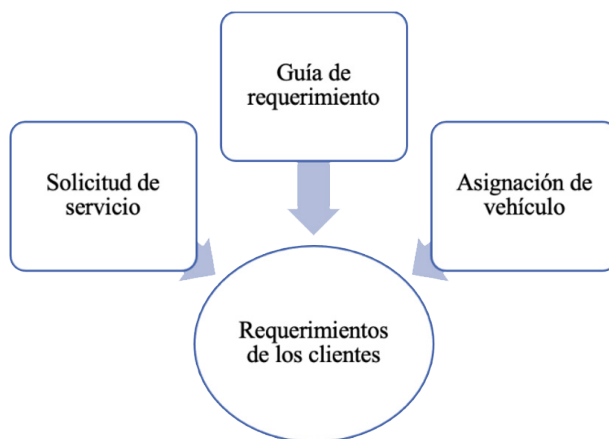 Guía de
requerimiento
Solicitud de
servicio
Asignación de
vehículo
Requerimientos
de los clientes